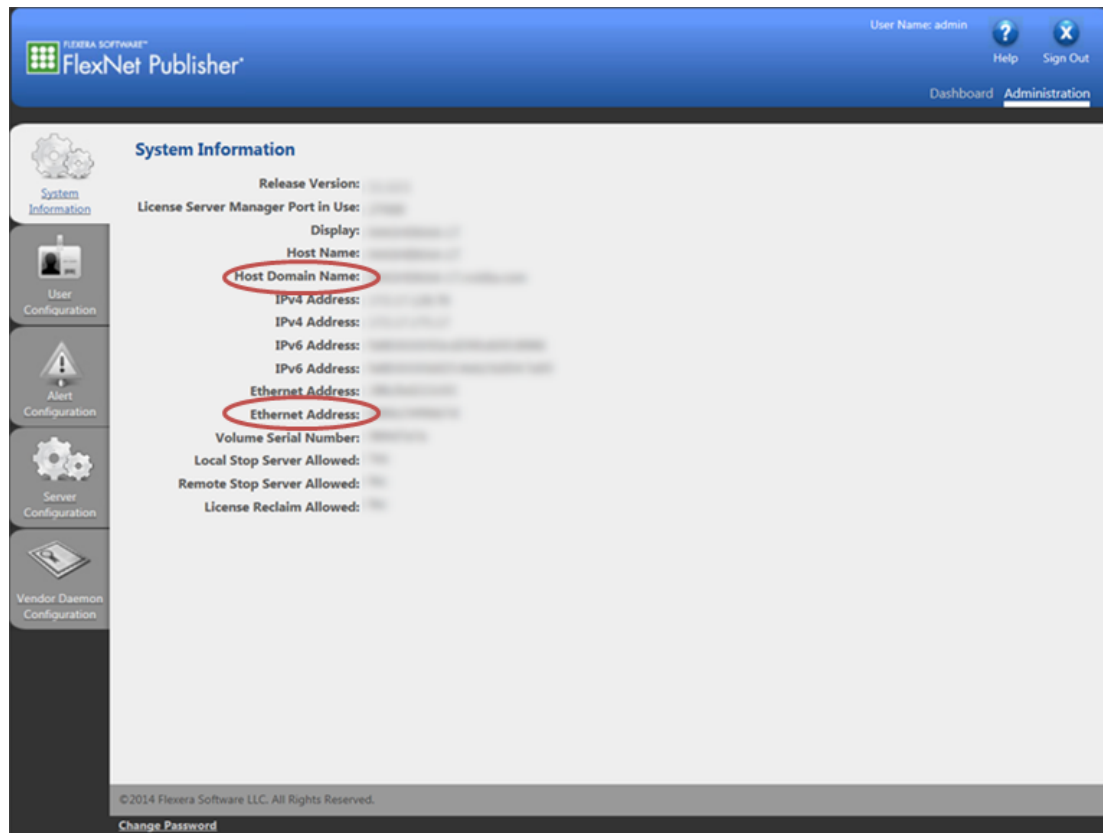 User Name: admin
FLEXERA SOFTWARE™
FlexNet Publisher®
Help
Sign Out
Dashboard
Administration
System
Information
User
Configuration
Alert
Configuration
Server
Configuration
Vendor Daemon
Configuration
System Information
Release Version:
License Server Manager Port in Use:
Display:
Host Name:
Host Domain Name:
IPv4 Address:
IPv4 Address:
IPv6 Address:
IPv6 Address:
Ethernet Address:
Ethernet Address:
Volume Serial Number:
Local Stop Server Allowed:
Remote Stop Server Allowed:
License Reclaim Allowed:
©2014 Flexera Software LLC. All Rights Reserved.
Change Password